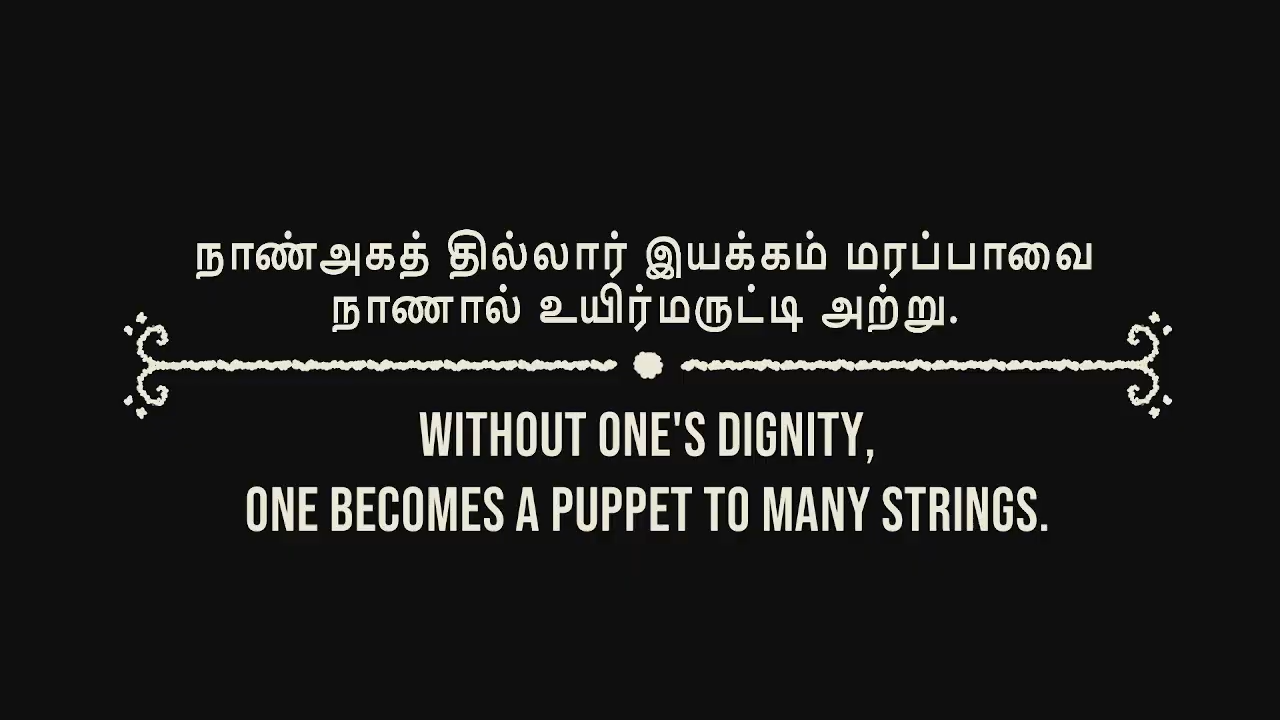 நாண்அகத் தில்லார் இயக்கம் மரப்பாவை
நாணால் உயிர்மருட்டி அற்று.
WITHOUT ONE'S DIGNITY,
ONE BECOMES A PUPPET TO MANY STRINGS.